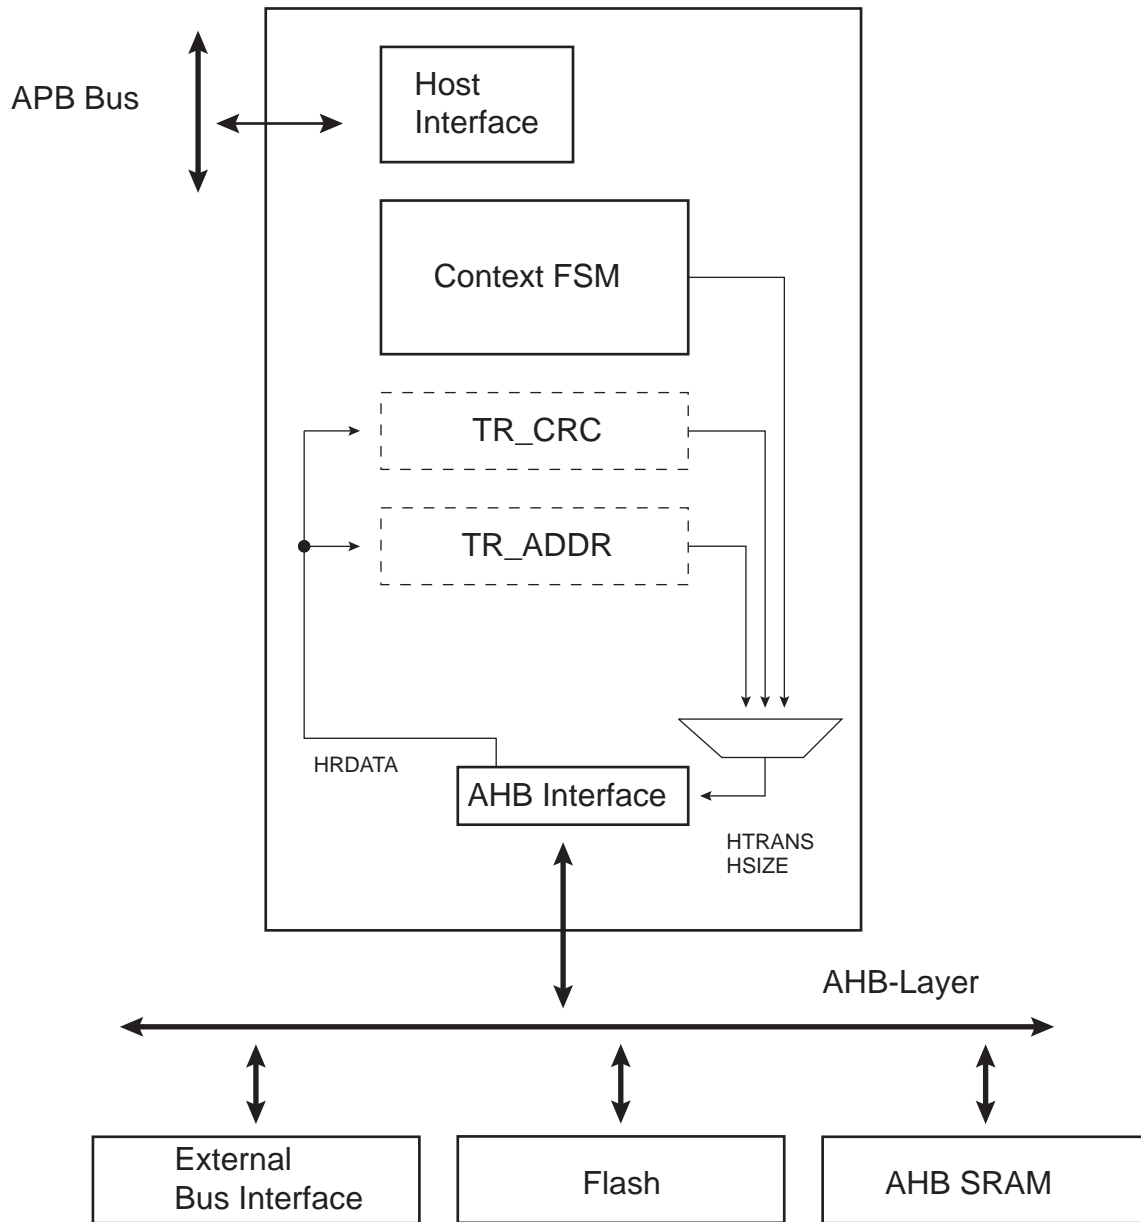 APB Bus
Host
Interface
Context FSM
TR_CRC
TR_ADDR
HRDATA
AHB Interface
HTRANS
HSIZE
AHB-Layer
External
Bus Interface
Flash
AHB SRAM